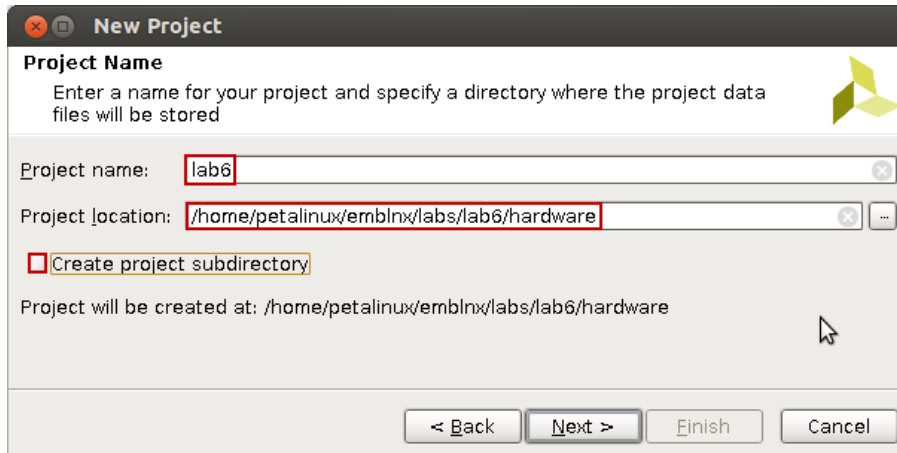 New Project
Project Name
Enter a name for your project and specify a directory where the project data
files will be stored
Project name: lab6
Project location: /home/petalinux/emblnx/labs/lab6/hardware ...
Create project subdirectory
Project will be created at: /home/petalinux/emblnx/labs/lab6/hardware
< Back Next > Finish Cancel